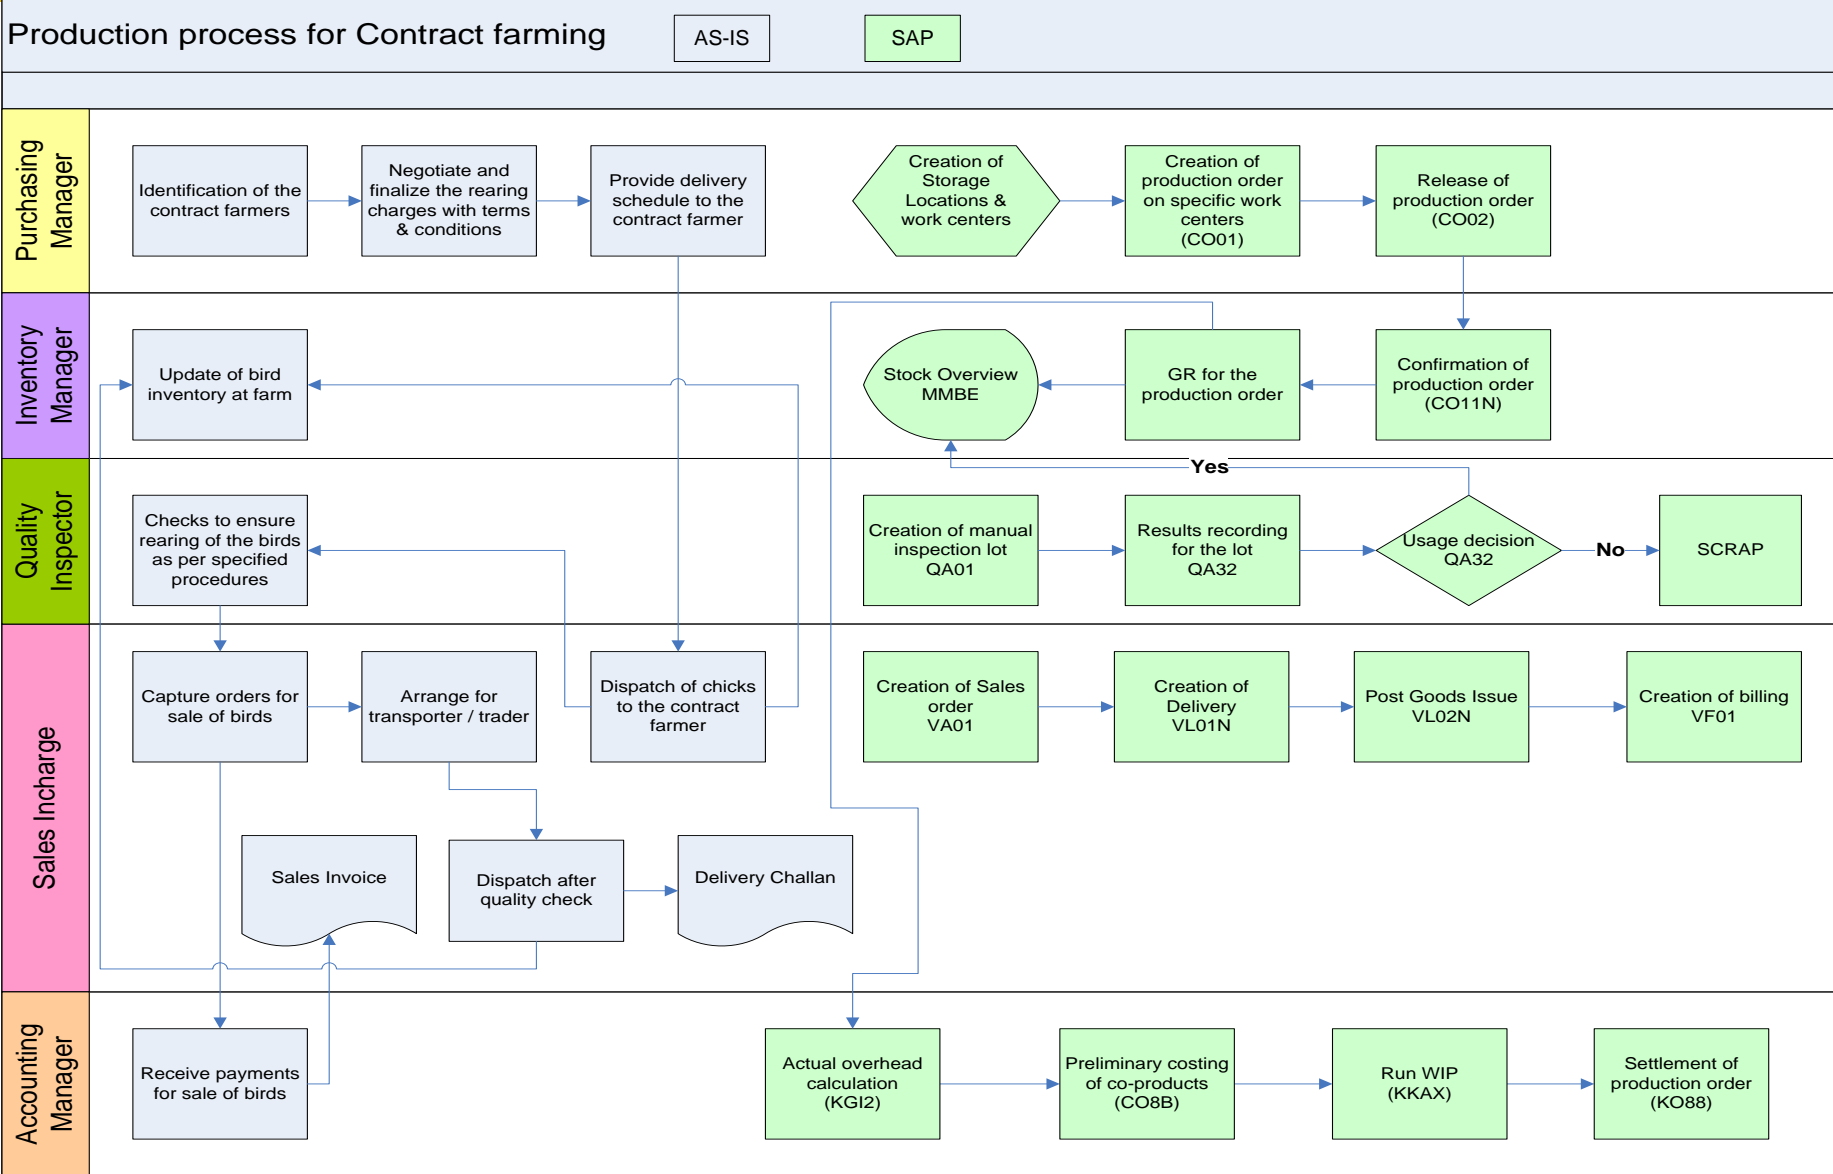 Production process for Contract farming
AS-IS
SAP
Purchasing
Manager
Identification of the
contract farmers
Negotiate and
finalize the rearing
charges with terms
& conditions
Provide delivery
schedule to the
contract farmer
Creation of
Storage
Locations &
work centers
Creation of
production order
on specific work
centers
(CO01)
Release of
production order
(CO02)
Inventory
Manager
Update of bird
inventory at farm
Stock Overview
MMBE
GR for the
production order
Confirmation of
production order
(CO11N)
Yes
Quality
Inspector
Checks to ensure
rearing of the birds
as per specified
procedures
Creation of manual
inspection lot
QA01
Results recording
for the lot
QA32
Usage decision
QA32
No
SCRAP
Sales Incharge
Capture orders for
sale of birds
Arrange for
transporter / trader
Dispatch of chicks
to the contract
farmer
Creation of Sales
order
VA01
Creation of
Delivery
VL01N
Post Goods Issue
VL02N
Creation of billing
VF01
Sales Invoice
Dispatch after
quality check
Delivery Challan
Accounting
Manager
Receive payments
for sale of birds
Actual overhead
calculation
(KGI2)
Preliminary costing
of co-products
(CO8B)
Run WIP
(KKAX)
Settlement of
production order
(KO88)